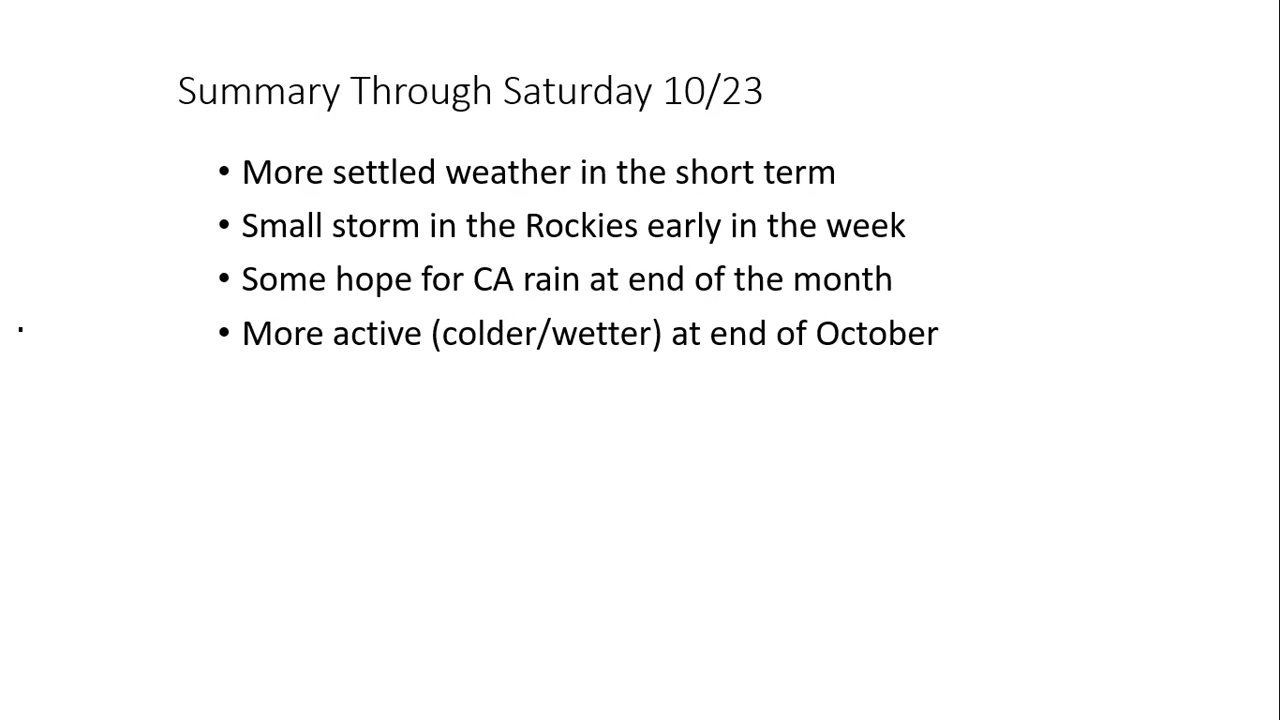 Summary Through Saturday 10/23
• More settled weather in the short term
• Small storm in the Rockies early in the week
• Some hope for CA rain at end of the month
• More active (colder/wetter) at end of October
.